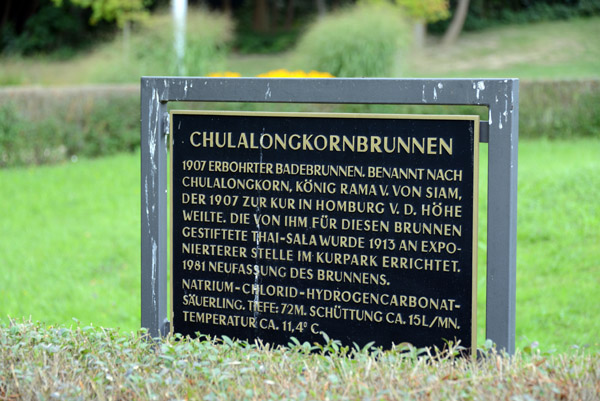 CHULALONGKORNBRUNNEN
1907 ERBOHRTER BADEBRUNNEN. BENANNT NACH
CHULALONGKORN, KÖNIG RAMA V. VON SIAM,
DER 1907 ZUR KUR IN HOMBURG V. D. HÖHE
WEILTE. DIE VON IHM FÜR DIESEN BRUNNEN
GESTIFTETE THAI-SALA WURDE 1913 AN EXPO-
NIERTERER STELLE IM KURPARK ERRICHTET.
1981 NEUFASSUNG DES BRUNNENS.
NATRIUM-CHLORID-HYDROGENCARBONAT-
SÄUERLING. TIEFE: 72M. SCHÜTTUNG CA. 15L/MN.
TEMPERATUR CA. 11,4° C.